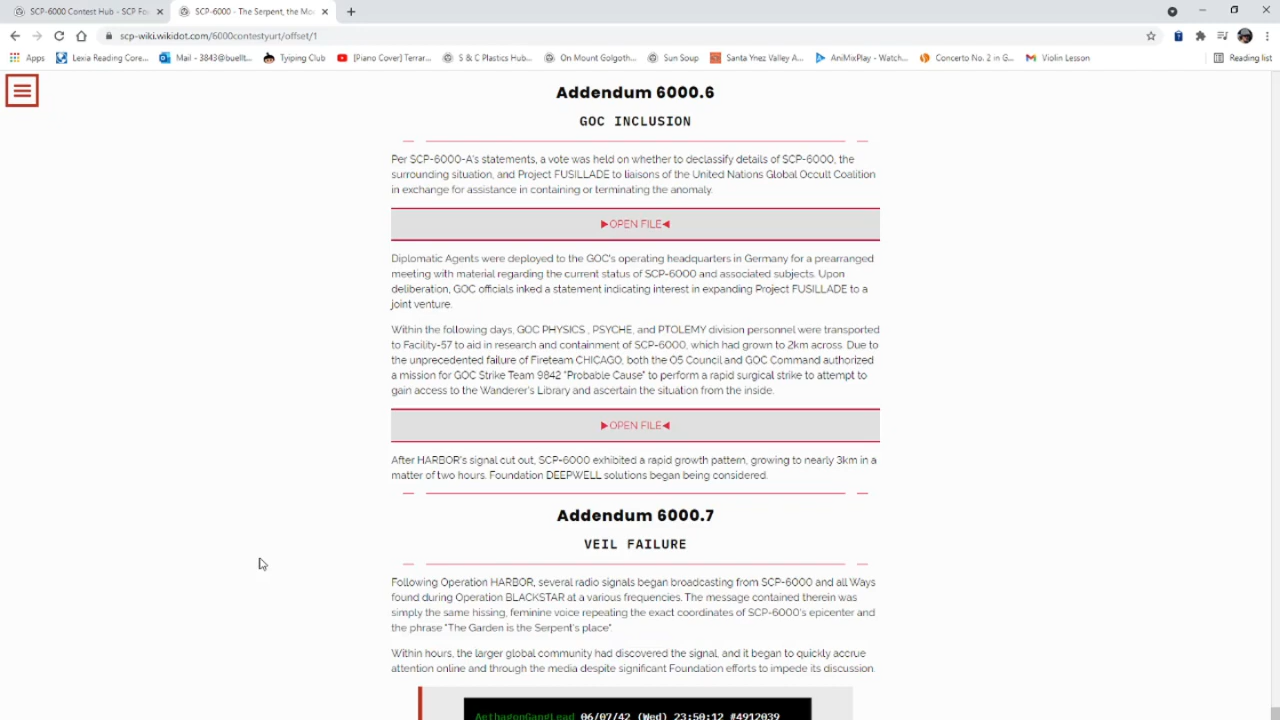 SCP-6000 Contest Hub - SCP Fo
SCP-6000 - The Serpent, the Mo
scp-wiki.wikidot.com/6000contestyurt/offset/1
Apps Lexia Reading Core... Mail - 3843@buellt... Typing Club [Piano Cover] Terrar... S & C Plastics Hub... On Mount Golgoth... Sun Soup Santa Ynez Valley A... AniMixPlay - Watch... Concerto No. 2 in G... Violin Lesson Reading list
Addendum 6000.6
GOC INCLUSION
Per SCP-6000-A's statements, a vote was held on whether to declassify details of SCP-6000, the
surrounding situation, and Project FUSILLADE to liaisons of the United Nations Global Occult Coalition
in exchange for assistance in containing or terminating the anomaly.
▶OPEN FILE◀
Diplomatic Agents were deployed to the GOC's operating headquarters in Germany for a prearranged
meeting with material regarding the current status of SCP-6000 and associated subjects. Upon
deliberation, GOC officials inked a statement indicating interest in expanding Project FUSILLADE to a
joint venture.
Within the following days, GOC PHYSICS , PSYCHE, and PTOLEMY division personnel were transported
to Facility-57 to aid in research and containment of SCP-6000, which had grown to 2km across. Due to
the unprecedented failure of Fireteam CHICAGO, both the O5 Council and GOC Command authorized
a mission for GOC Strike Team 9842 "Probable Cause" to perform a rapid surgical strike to attempt to
gain access to the Wanderer's Library and ascertain the situation from the inside.
▶OPEN FILE◀
After HARBOR's signal cut out, SCP-6000 exhibited a rapid growth pattern, growing to nearly 3km in a
matter of two hours. Foundation DEEPWELL solutions began being considered.
Addendum 6000.7
VEIL FAILURE
Following Operation HARBOR, several radio signals began broadcasting from SCP-6000 and all Ways
found during Operation BLACKSTAR at a various frequencies. The message contained therein was
simply the same hissing, feminine voice repeating the exact coordinates of SCP-6000's epicenter and
the phrase "The Garden is the Serpent's place".
Within hours, the larger global community had discovered the signal, and it began to quickly accrue
attention online and through the media despite significant Foundation efforts to impede its discussion.
AethagonGangLead 06/07/42 (Wed) 23:50:12 #4912039